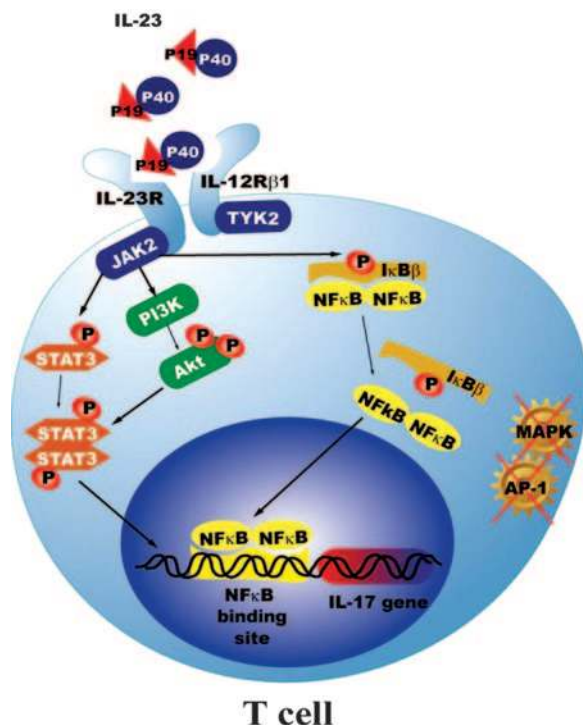 IL-23
P19 P40
P19 P40
P19 P40
IL-23R
IL-12Rβ1
TYK2
JAK2
P
IκBβ
NFκB NFκB
PI3K
P
STAT3
P P
Akt
IκBβ
P
NFkB NFκB
P
STAT3
STAT3
P
MAPK
AP-1
NFκB NFκB
NFκB
binding
site
IL-17 gene
T cell